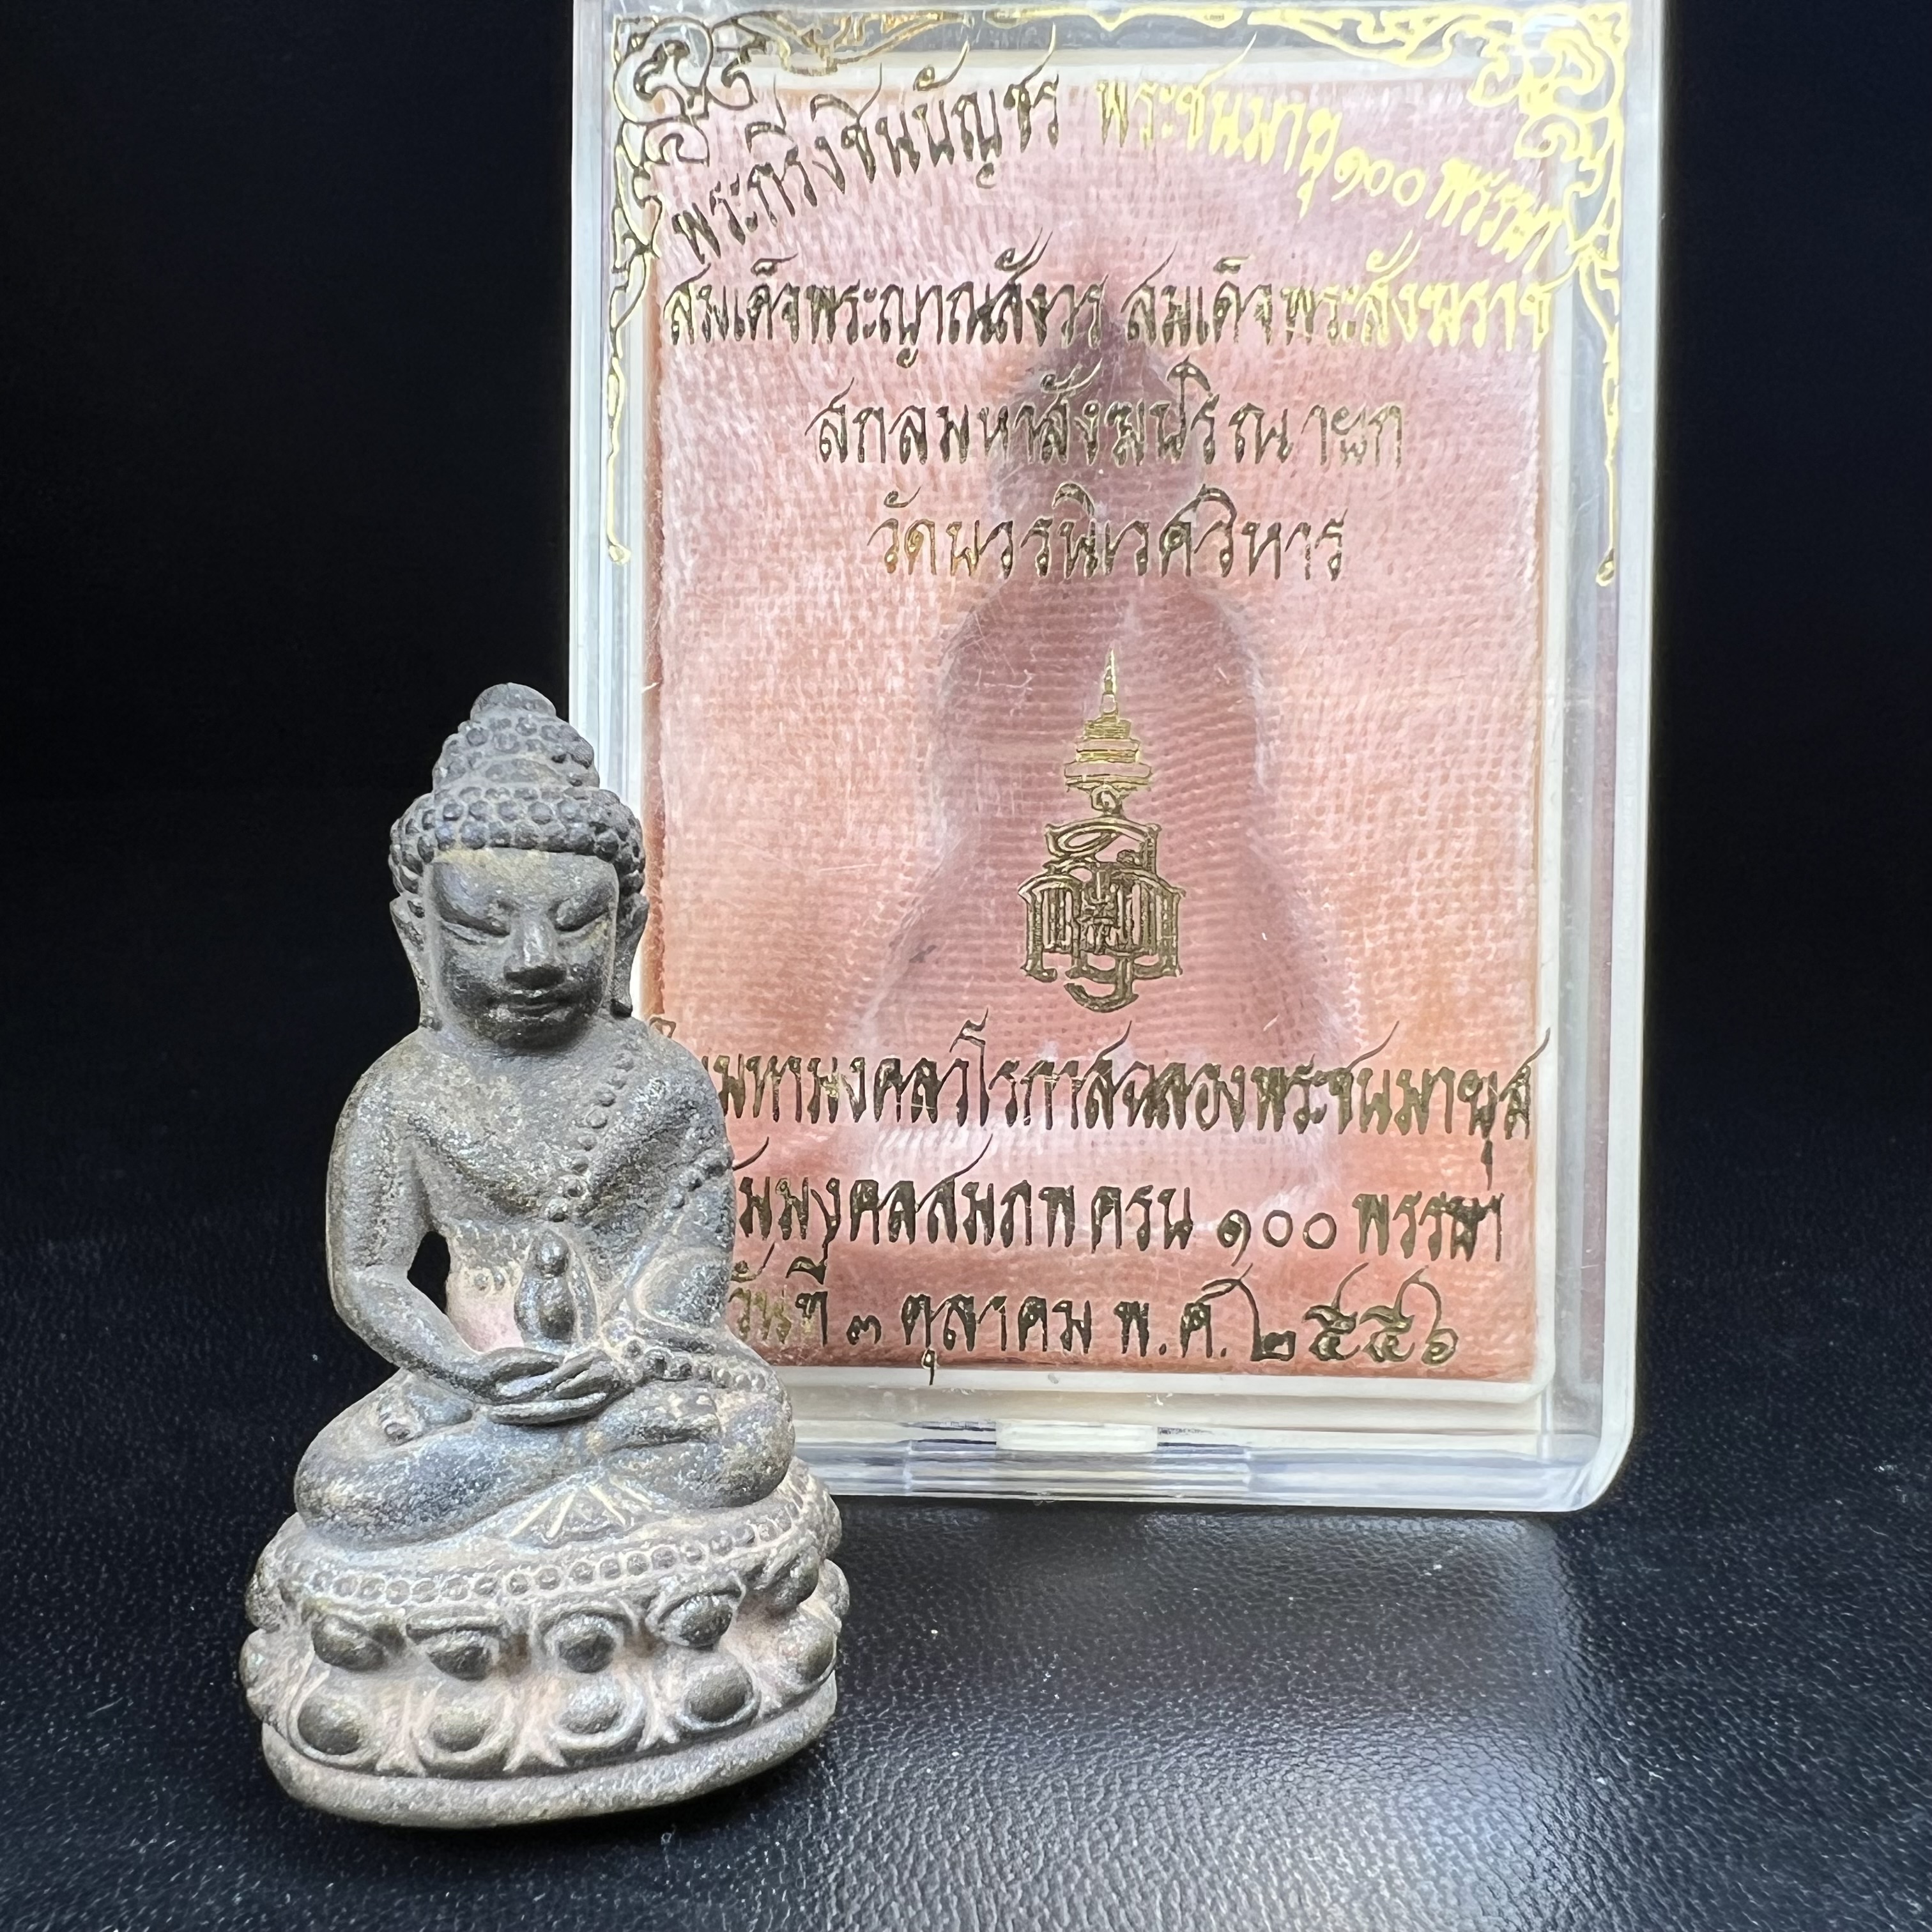 พระกริ่งชินบัญชร พระชนมายุ ๑๐๐ พรรษา
สมเด็จพระญาณสังวร สมเด็จพระสังฆราช
สกลมหาสังฆปริณายก
วัดบวรนิเวศวิหาร
มหามงคลวโรกาสฉลองพระชนมายุส
มมงคลสมภพ ครบ ๑๐๐ พรรษา
วันที่ ๓ ตุลาคม พ.ศ. ๒๕๕๖